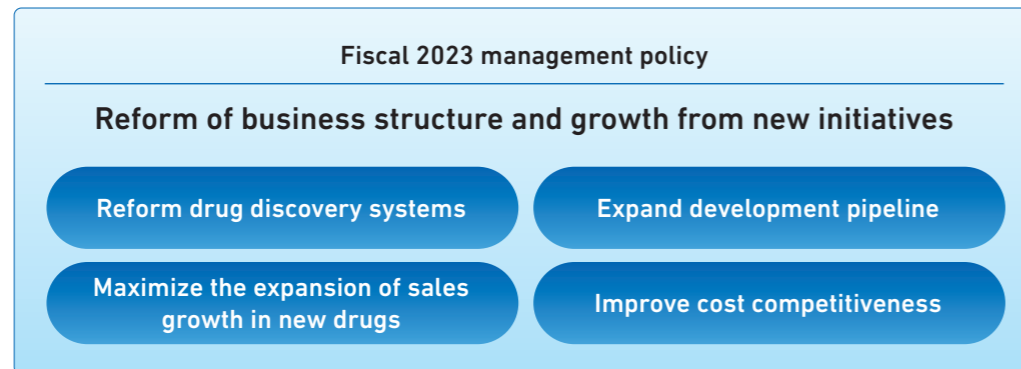 Fiscal 2023 management policy
Reform of business structure and growth from new initiatives
Reform drug discovery systems
Expand development pipeline
Maximize the expansion of sales
growth in new drugs
Improve cost competitiveness